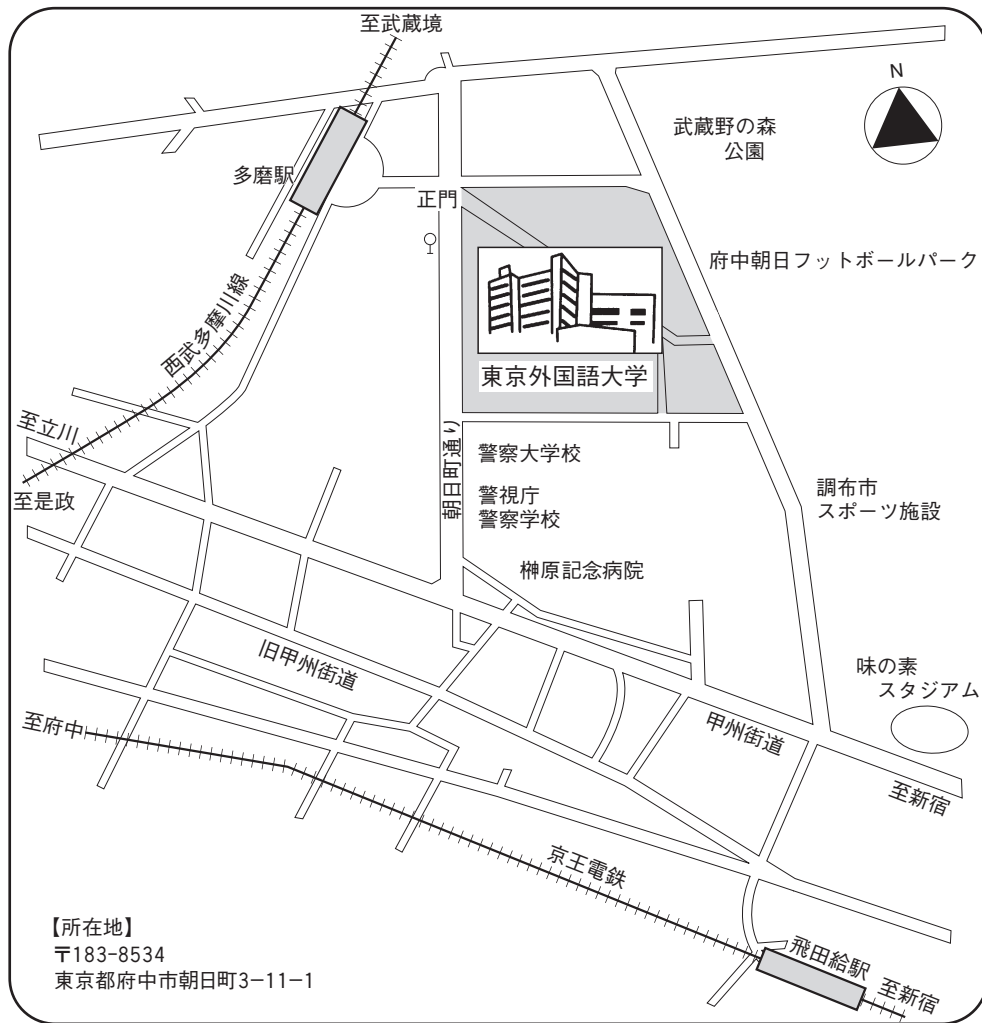 至武蔵境
N
武蔵野の森
公園
多磨駅
正門
府中朝日フットボールパーク
西武多摩川線
東京外国語大学
至立川
朝日町通り
警察大学校
至是政
警視庁
警察学校
調布市
スポーツ施設
榊原記念病院
旧甲州街道
味の素
スタジアム
至府中
甲州街道
至新宿
京王電鉄
【所在地】
〒183-8534
東京都府中市朝日町3−11−1
飛田給駅
至新宿